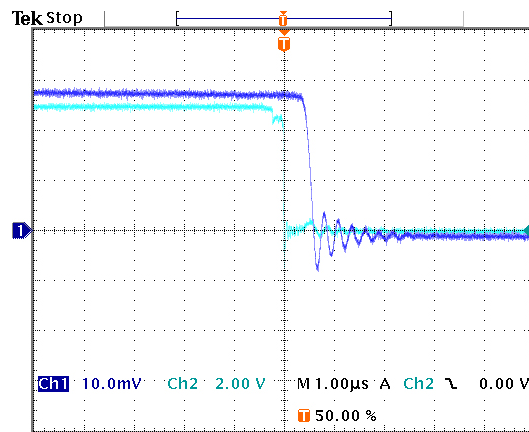 Tek Stop
T
T
1
Ch1 10.0mV Ch2 2.00 V M 1.00µs A Ch2 0.00 V
T 50.00 %